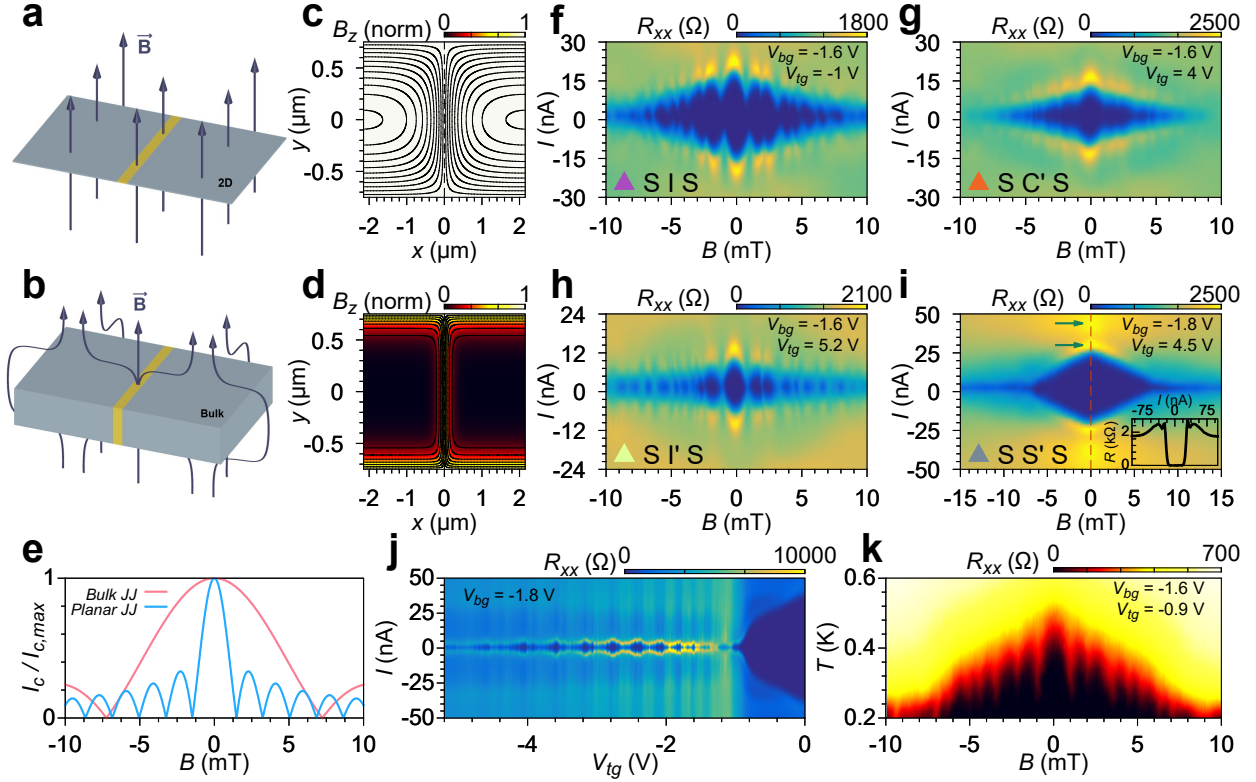 a
B
2D
b
B
Bulk
c
B_z (norm) 0 1
0.5
0
-0.5
y (µm)
-2 -1 0 1 2
x (µm)
d
B_z (norm) 0 1
0.5
0
-0.5
y (µm)
-2 -1 0 1 2
x (µm)
e
1
0
I_c / I_c,max
Bulk JJ
Planar JJ
-10 -5 0 5 10
B (mT)
f
R_xx (Ω) 0 1800
V_bg = -1.6 V
V_tg = -1 V
30
15
0
-15
-30
I (nA)
S I S
-10 -5 0 5 10
B (mT)
g
R_xx (Ω) 0 2500
V_bg = -1.6 V
V_tg = 4 V
30
15
0
-15
-30
I (nA)
S C' S
-10 -5 0 5 10
B (mT)
h
R_xx (Ω) 0 2100
V_bg = -1.6 V
V_tg = 5.2 V
24
12
0
-12
-24
I (nA)
S I' S
-10 -5 0 5 10
B (mT)
i
R_xx (Ω) 0 2500
V_bg = -1.8 V
V_tg = 4.5 V
50
25
0
-25
-50
I (nA)
I (nA)
-75 0 75
R (kΩ)
2
0
S S' S
-15 -10 -5 0 5 10 15
B (mT)
j
R_xx (Ω) 0 10000
V_bg = -1.8 V
50
25
0
-25
-50
I (nA)
-4 -2 0
V_tg (V)
k
R_xx (Ω) 0 700
V_bg = -1.6 V
V_tg = -0.9 V
0.6
0.4
0.2
T (K)
-10 -5 0 5 10
B (mT)